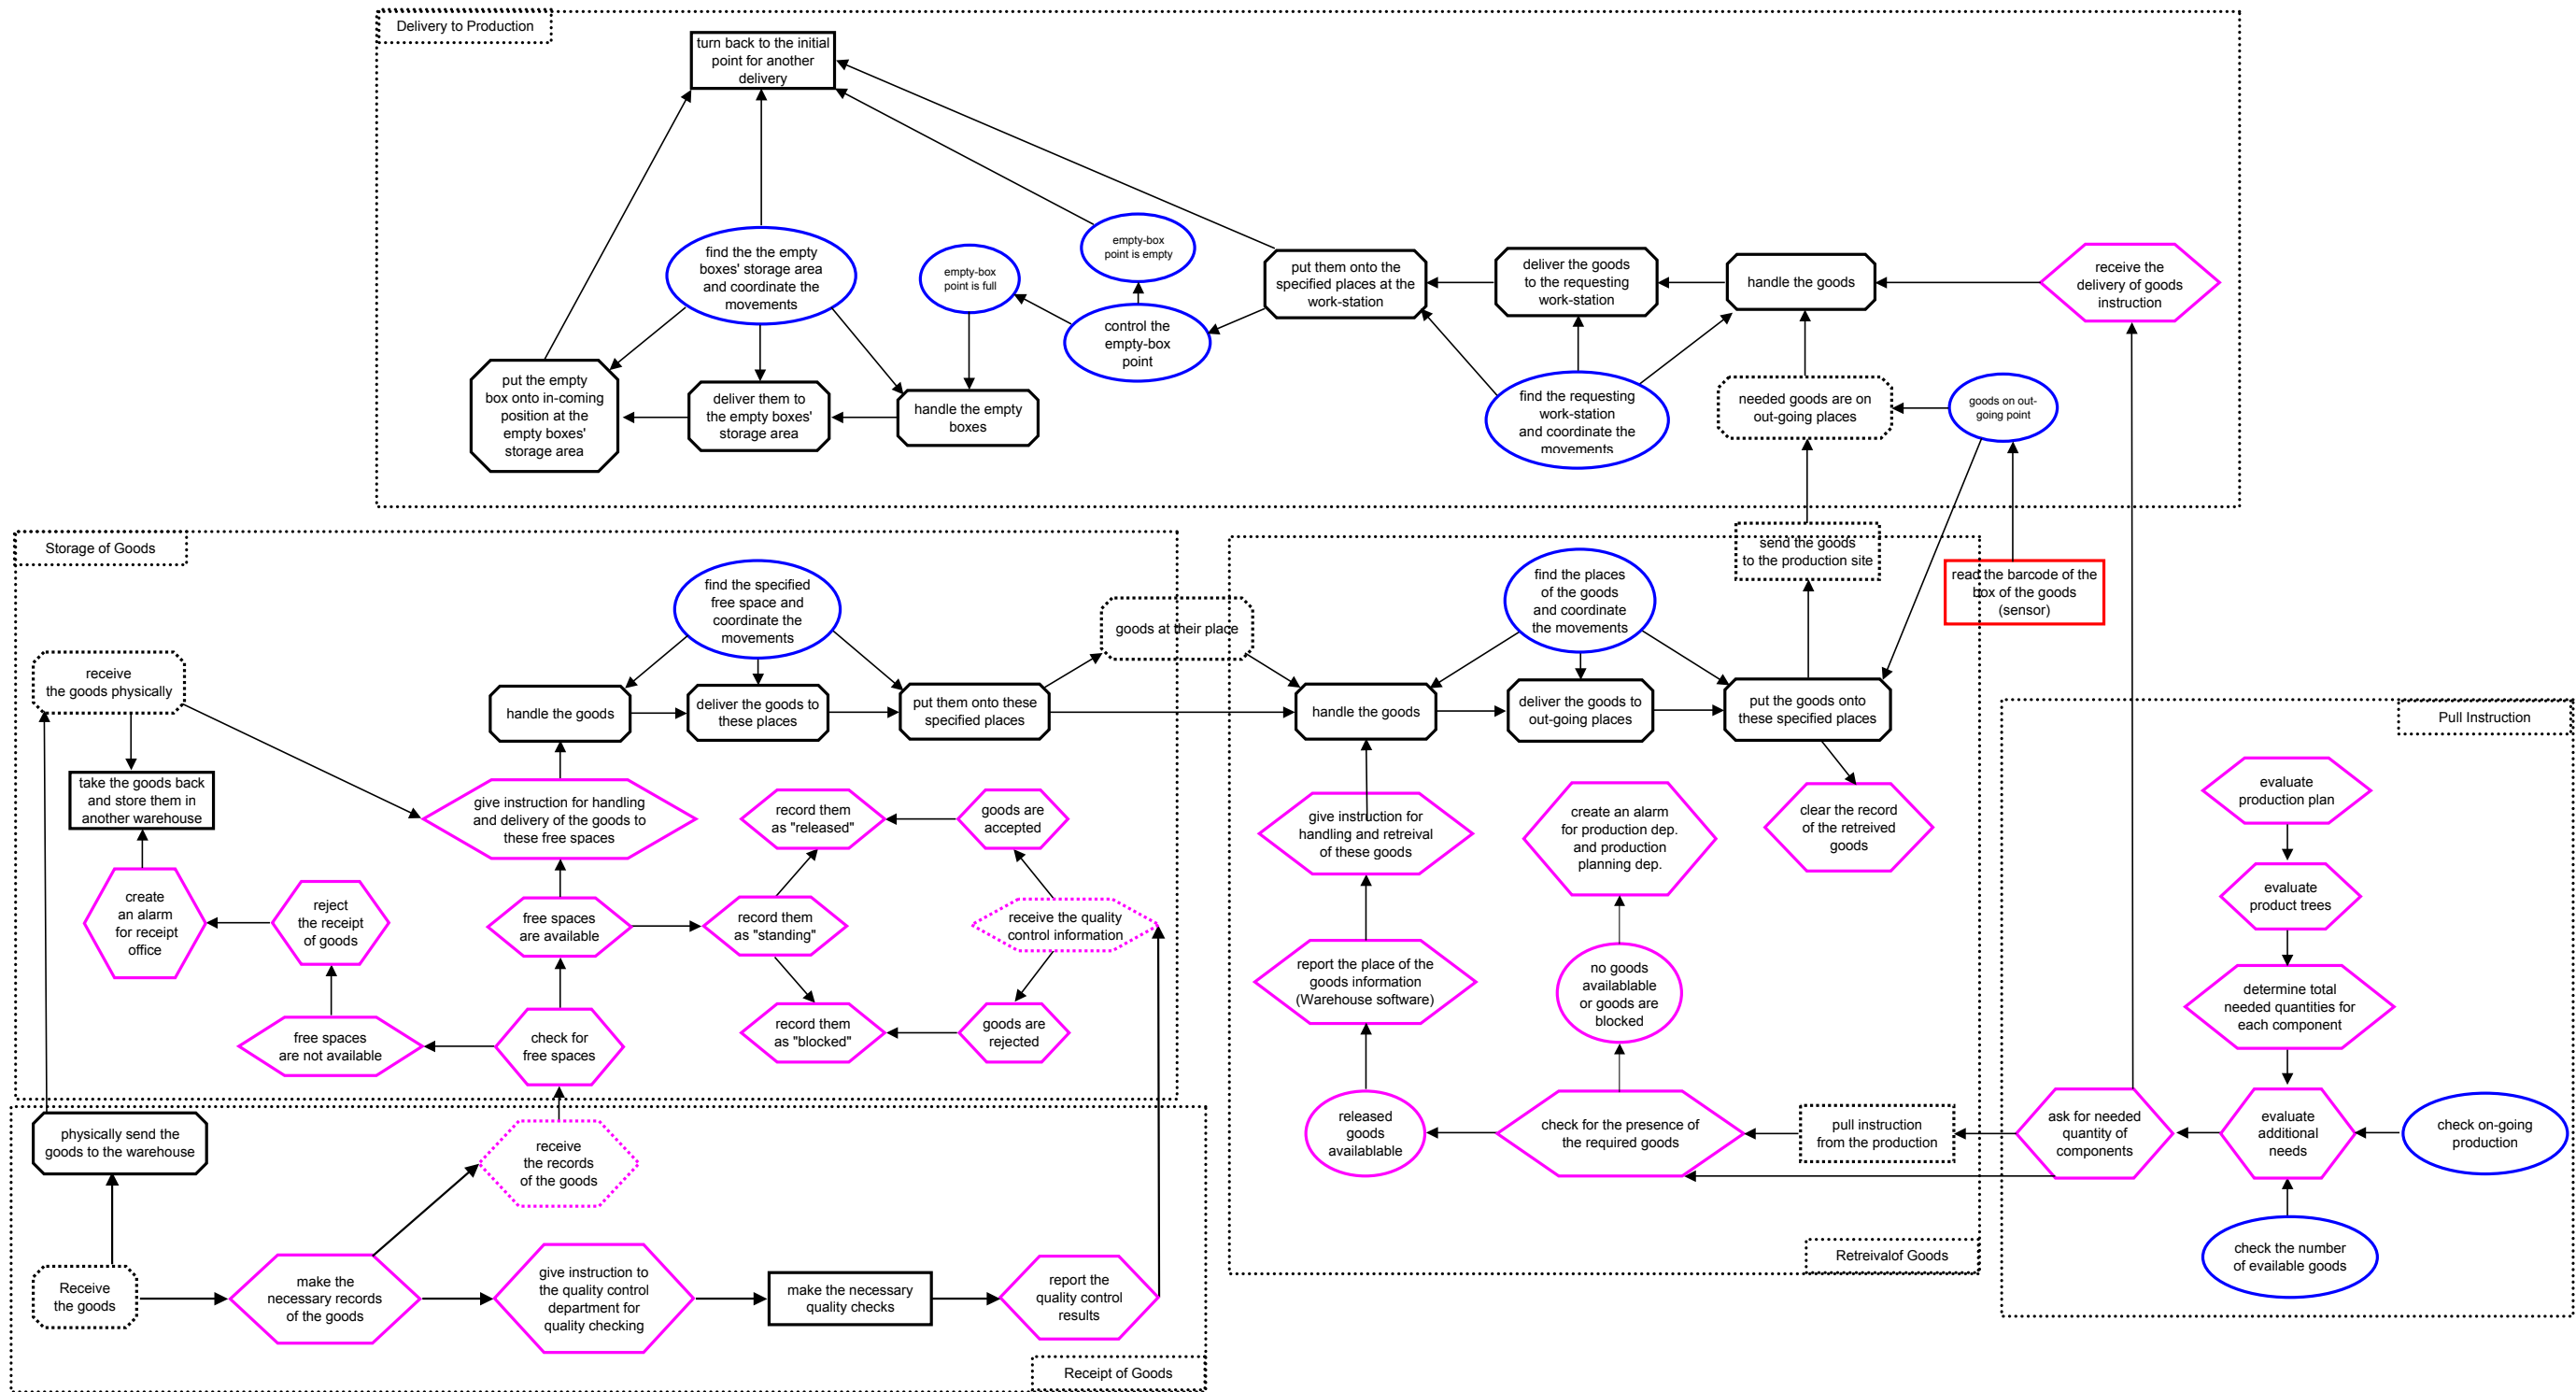 Delivery to Production
turn back to the initial
point for another
delivery
find the the empty
boxes' storage area
and coordinate the
movements
empty-box
point is full
empty-box
point is empty
control the
empty-box
point
put them onto the
specified places at the
work-station
deliver the goods
to the requesting
work-station
handle the goods
receive the
delivery of goods
instruction
put the empty
box onto in-coming
position at the
empty boxes'
storage area
deliver them to
the empty boxes'
storage area
handle the empty
boxes
find the requesting
work-station
and coordinate the
movements
needed goods are on
out-going places
goods on out-
going point
Storage of Goods
find the specified
free space and
coordinate the
movements
goods at their place
find the places
of the goods
and coordinate
the movements
send the goods
to the production site
read the barcode of the
box of the goods
(sensor)
receive
the goods physically
handle the goods
deliver the goods to
these places
put them onto these
specified places
handle the goods
deliver the goods to
out-going places
put the goods onto
these specified places
Pull Instruction
take the goods back
and store them in
another warehouse
give instruction for handling
and delivery of the goods to
these free spaces
record them
as "released"
goods are
accepted
give instruction for
handling and retreival
of these goods
create an alarm
for production dep.
and production
planning dep.
clear the record
of the retreived
goods
evaluate
production plan
create
an alarm
for receipt
office
reject
the receipt
of goods
free spaces
are available
record them
as "standing"
receive the quality
control information
evaluate
product trees
report the place of the
goods information
(Warehouse software)
no goods
availablable
or goods are
blocked
determine total
needed quantities for
each component
free spaces
are not available
check for
free spaces
record them
as "blocked"
goods are
rejected
physically send the
goods to the warehouse
receive
the records
of the goods
released
goods
availablable
check for the presence of
the required goods
pull instruction
from the production
ask for needed
quantity of
components
evaluate
additional
needs
check on-going
production
Receive
the goods
make the
necessary records
of the goods
give instruction to
the quality control
department for
quality checking
make the necessary
quality checks
report the
quality control
results
Retreivalof Goods
check the number
of evailable goods
Receipt of Goods